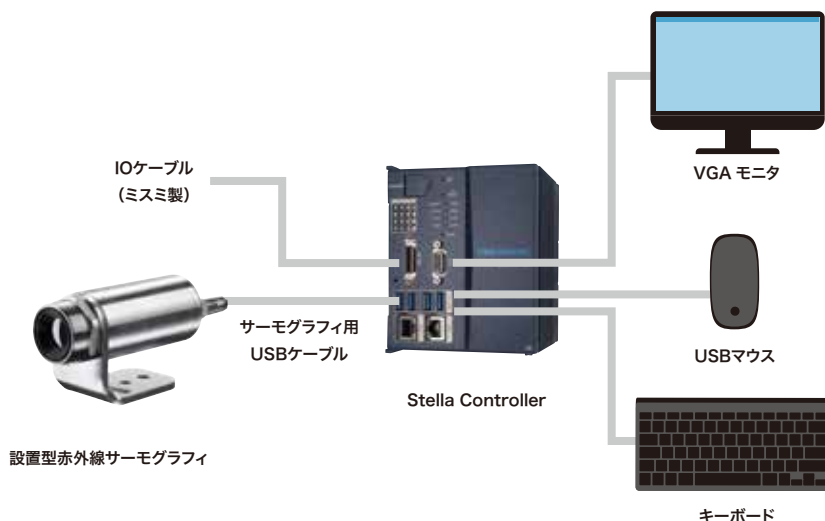 VGA モニタ
IOケーブル
（ミスミ製）
サーモグラフィ用
USBケーブル
USBマウス
Stella Controller
設置型赤外線サーモグラフィ
キーボード